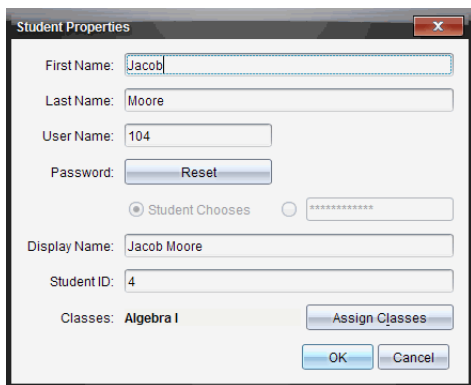 Student Properties
First Name: Jacob
Last Name: Moore
User Name: 104
Password: Reset
Student Chooses ************
Display Name: Jacob Moore
Student ID: 4
Classes: Algebra I Assign Classes
OK Cancel